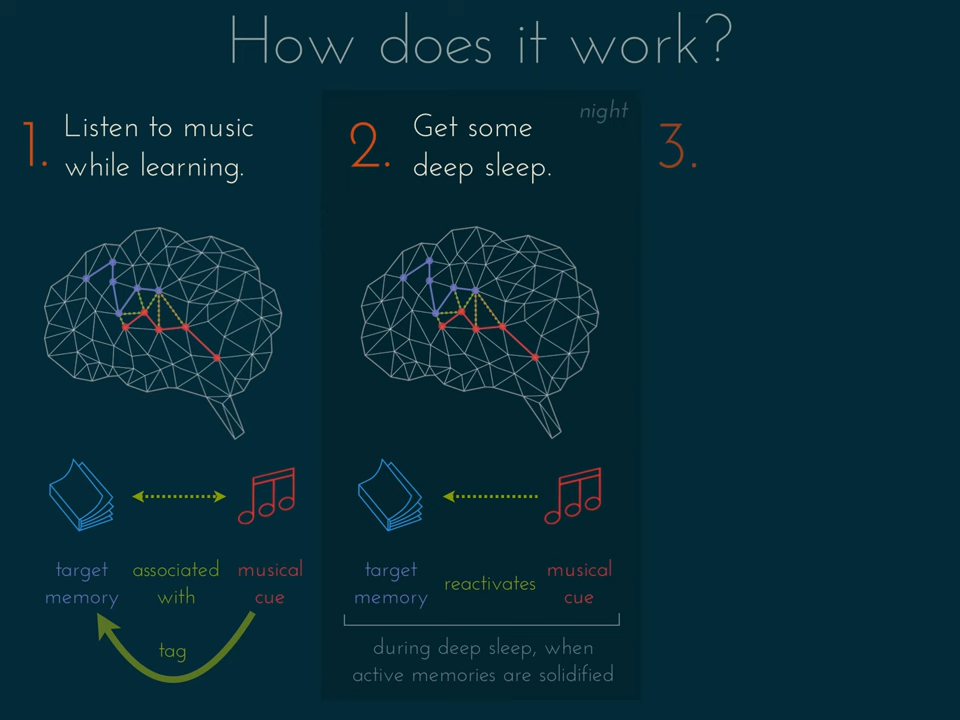 How does it work?
1. Listen to music
while learning.
target
memory
associated
with
musical
cue
tag
night
2. Get some
deep sleep.
target
memory
reactivates
musical
cue
during deep sleep, when
active memories are solidified
3.